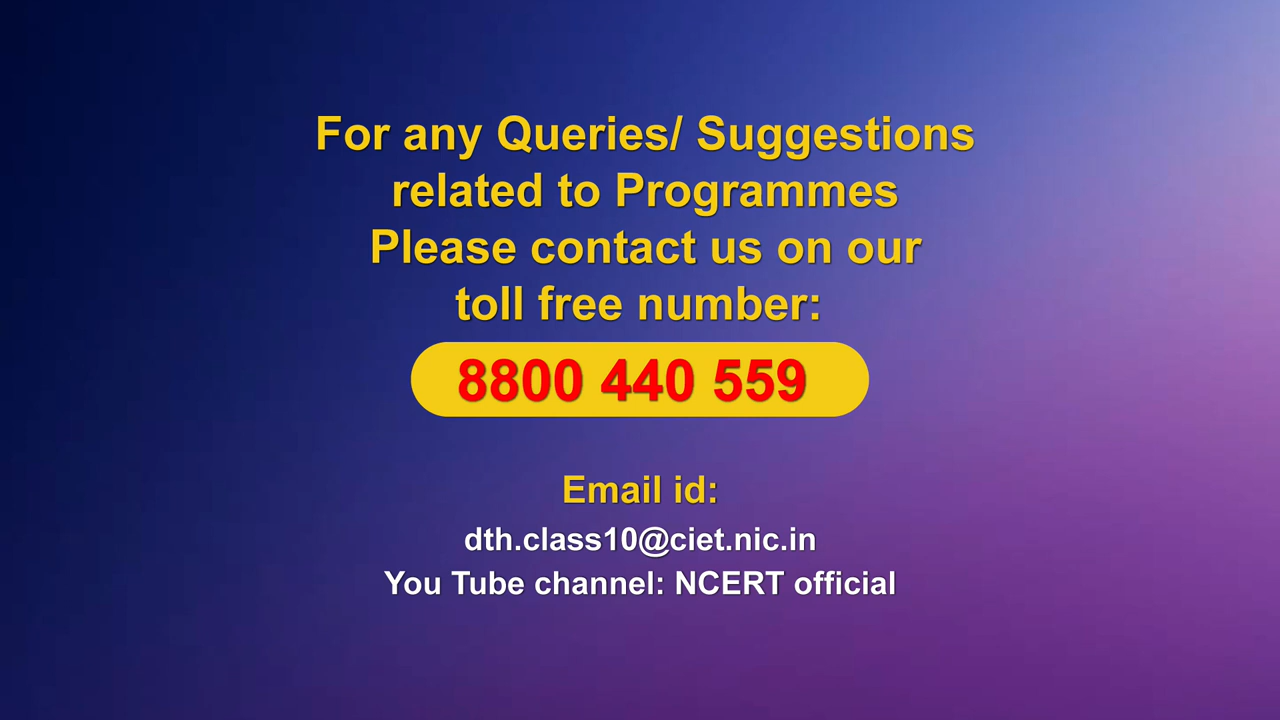 For any Queries/ Suggestions
related to Programmes
Please contact us on our
toll free number:
8800 440 559
Email id:
dth.class10@ciet.nic.in
You Tube channel: NCERT official